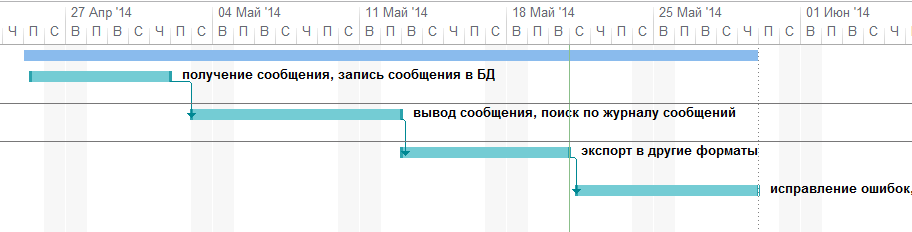 27 Апр '14 04 Май '14 11 Май '14 18 Май '14 25 Май '14 01 Июн '14
Ч П С В П В С Ч П С В П В С Ч П С В П В С Ч П С В П В С Ч П С В П В С Ч П С В П В С Ч
получение сообщения, запись сообщения в БД
вывод сообщения, поиск по журналу сообщений
экспорт в другие форматы
исправление ошибок,